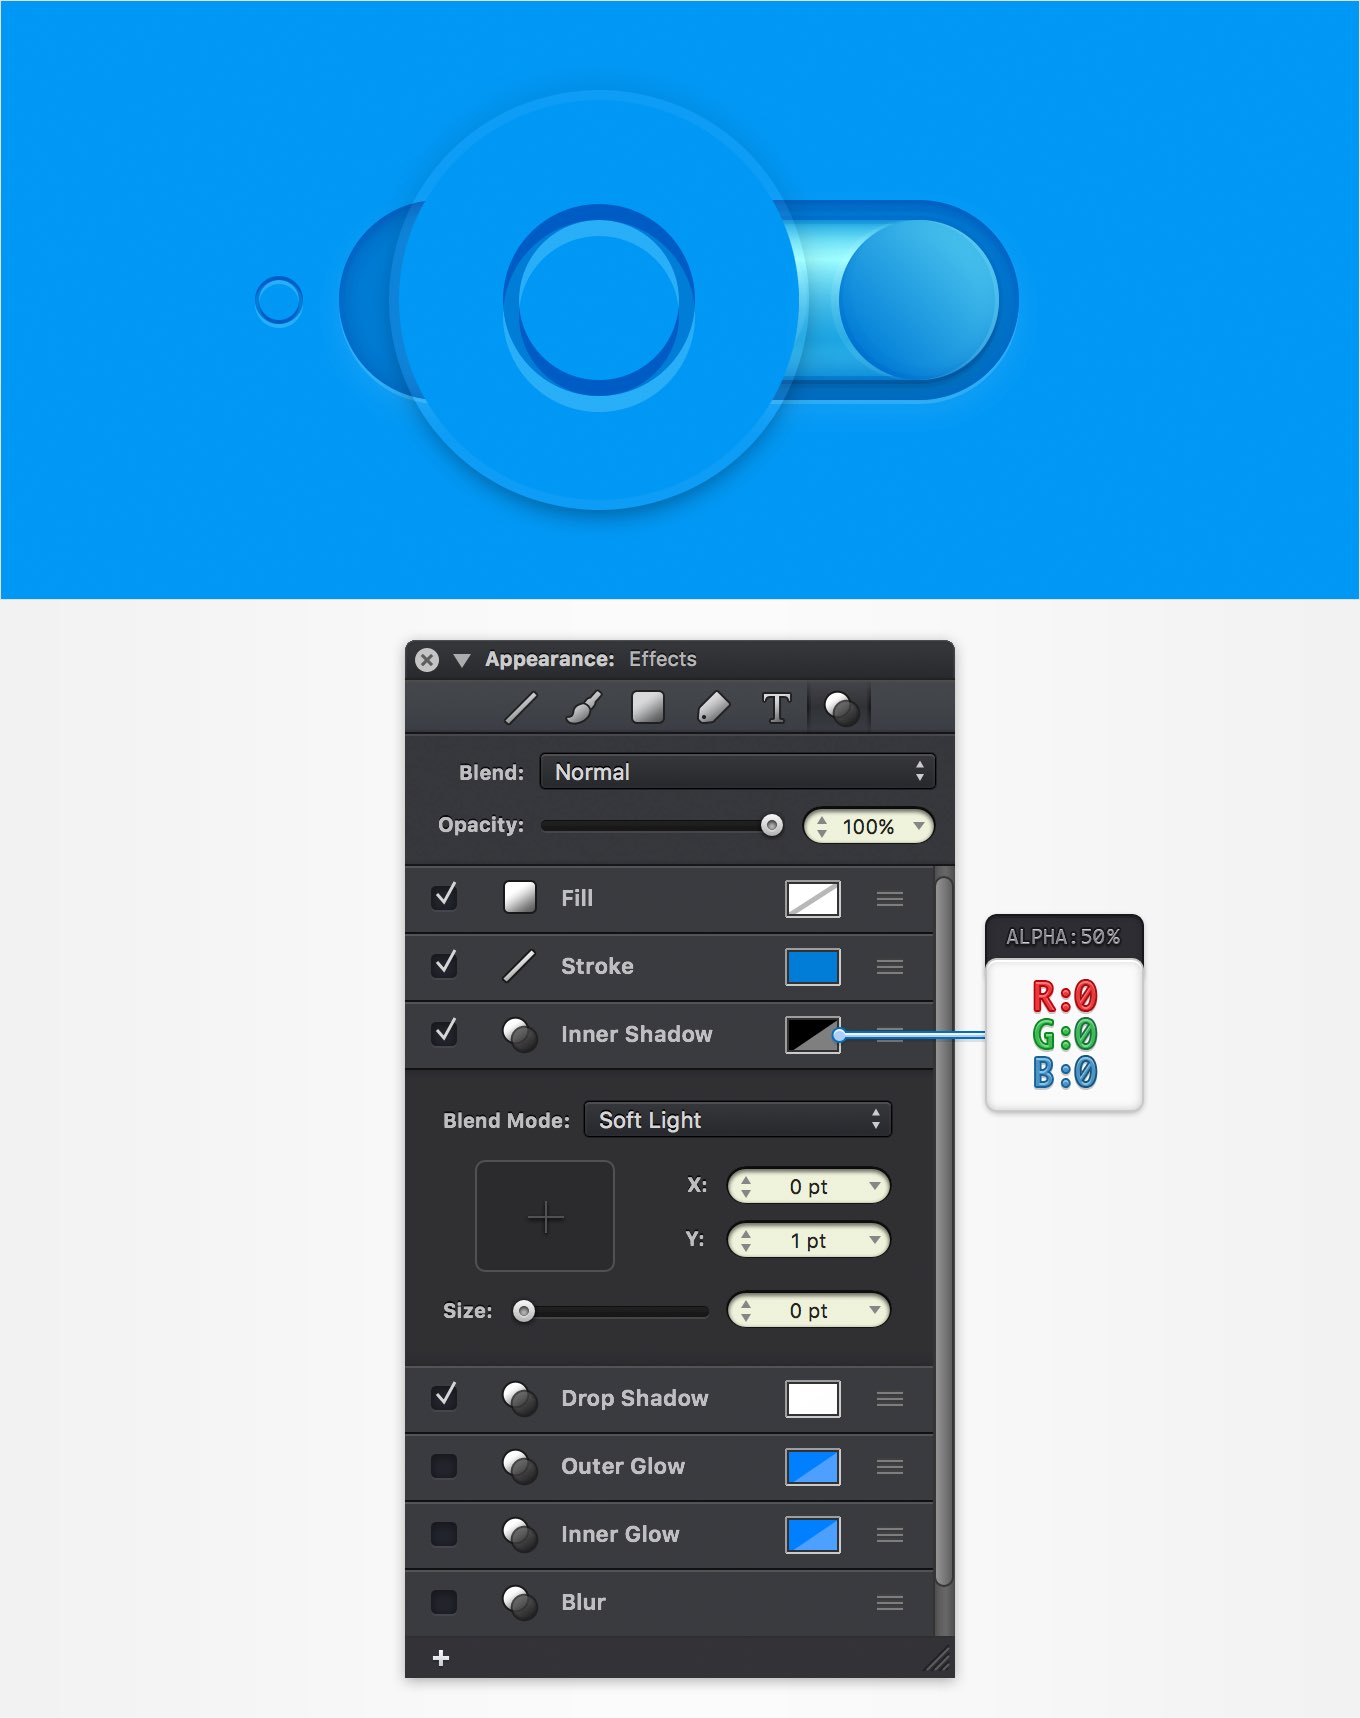 Appearance: Effects
T
Blend: Normal
Opacity: 100%
Fill
Stroke
Inner Shadow
ALPHA:50%
R:0
G:0
B:0
Blend Mode: Soft Light
X: 0 pt
Y: 1 pt
Size: 0 pt
Drop Shadow
Outer Glow
Inner Glow
Blur